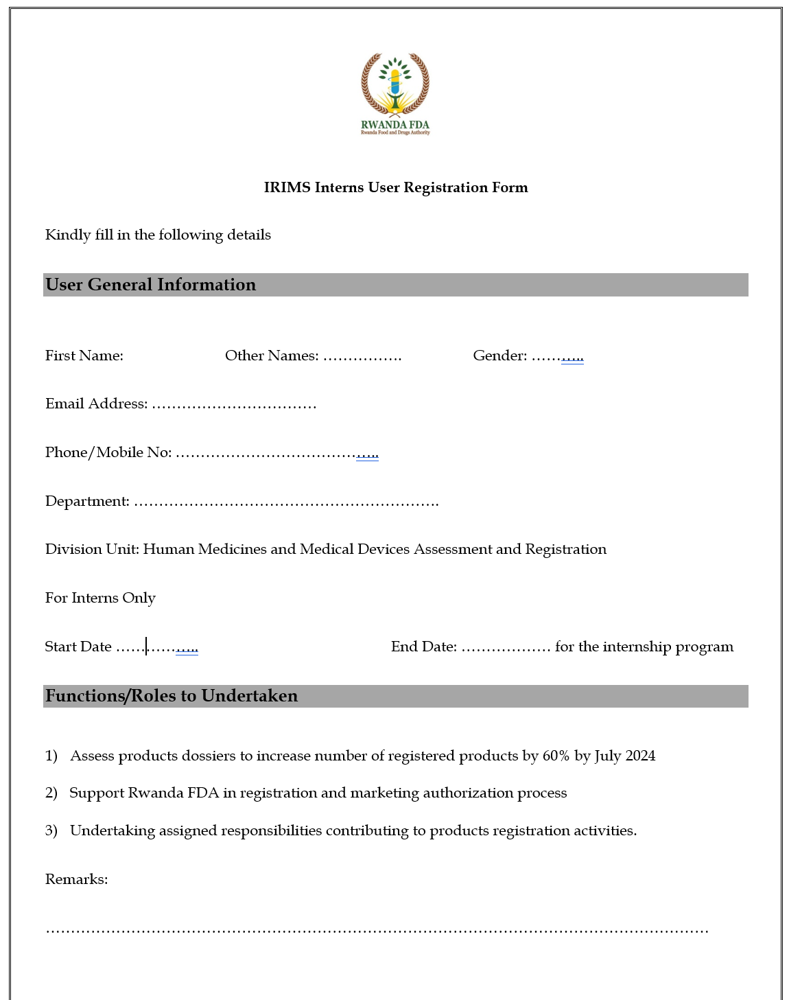 RWANDA FDA
Rwanda Food and Drugs Authority
IRIMS Interns User Registration Form
Kindly fill in the following details
User General Information
First Name: Other Names: ……………. Gender: ………..
Email Address: ……………………………
Phone/Mobile No: …………………………………..
Department: …………………………………………………….
Division Unit: Human Medicines and Medical Devices Assessment and Registration
For Interns Only
Start Date ……………..  End Date: ……………… for the internship program
Functions/Roles to Undertaken
1) Assess products dossiers to increase number of registered products by 60% by July 2024
2) Support Rwanda FDA in registration and marketing authorization process
3) Undertaking assigned responsibilities contributing to products registration activities.
Remarks:
……………………………………………………………………………………………………………………